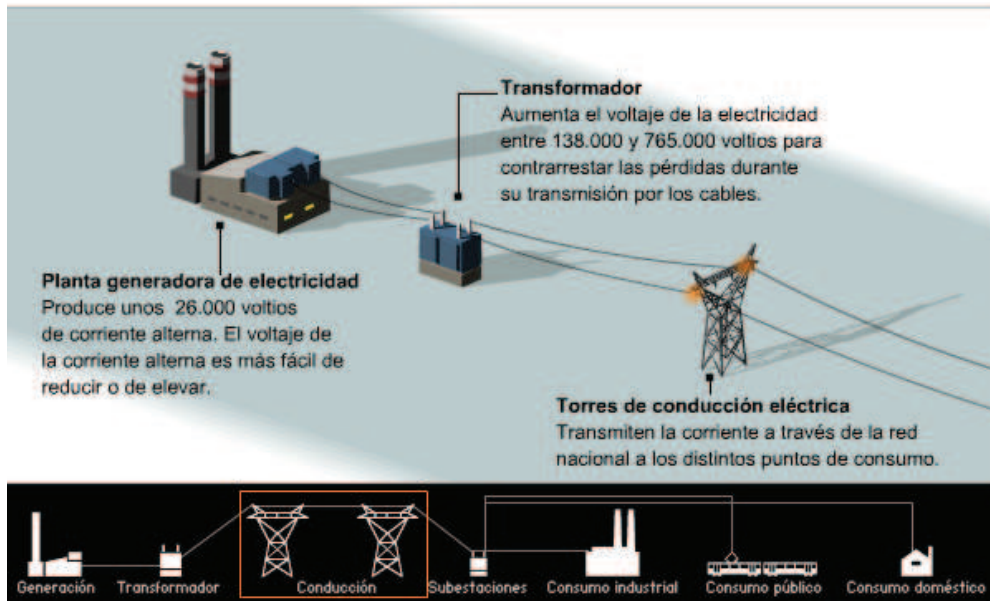 Transformador
Aumenta el voltaje de la electricidad
entre 138.000 y 765.000 voltios para
contrarrestar las pérdidas durante
su transmisión por los cables.
Planta generadora de electricidad
Produce unos 26.000 voltios
de corriente alterna. El voltaje de
la corriente alterna es más fácil de
reducir o de elevar.
Torres de conducción eléctrica
Transmiten la corriente a través de la red
nacional a los distintos puntos de consumo.
Generación Transformador Conducción Subestaciones Consumo industrial Consumo público Consumo doméstico